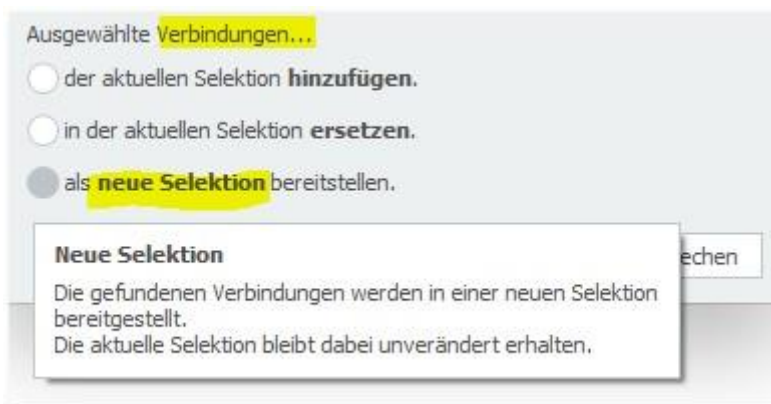 Ausgewählte Verbindungen...
der aktuellen Selektion hinzufügen.
in der aktuellen Selektion ersetzen.
als neue Selektion bereitstellen.
Neue Selektion
echen
Die gefundenen Verbindungen werden in einer neuen Selektion
bereitgestellt.
Die aktuelle Selektion bleibt dabei unverändert erhalten.